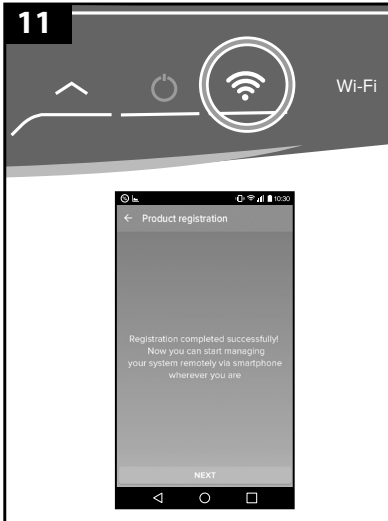 11
Wi-Fi
10:30
Product registration
Registration completed successfully!
Now you can start managing
your system remotely via smartphone
wherever you are
NEXT